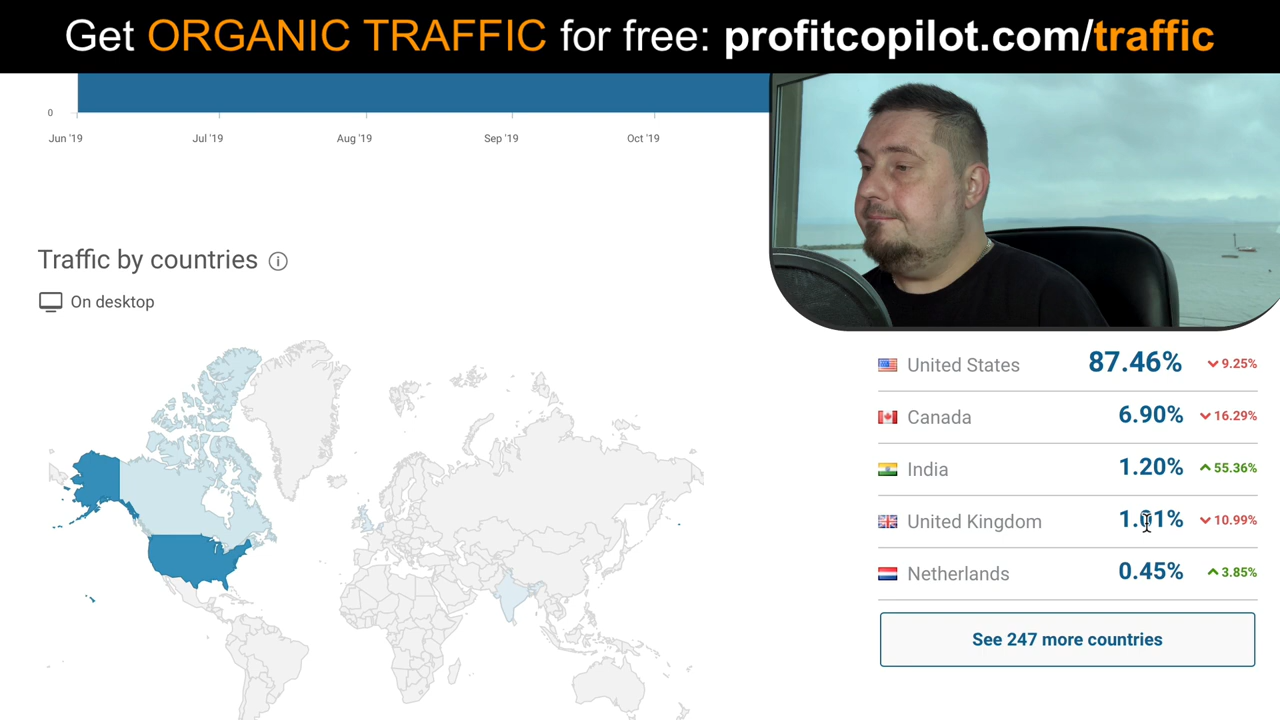 Get ORGANIC TRAFFIC for free: profitcopilot.com/traffic
0
Jun '19 Jul '19 Aug '19 Sep '19 Oct '19
Traffic by countries
On desktop
United States 87.46% 9.25%
Canada 6.90% 16.29%
India 1.20% 55.36%
United Kingdom 1.01% 10.99%
Netherlands 0.45% 3.85%
See 247 more countries